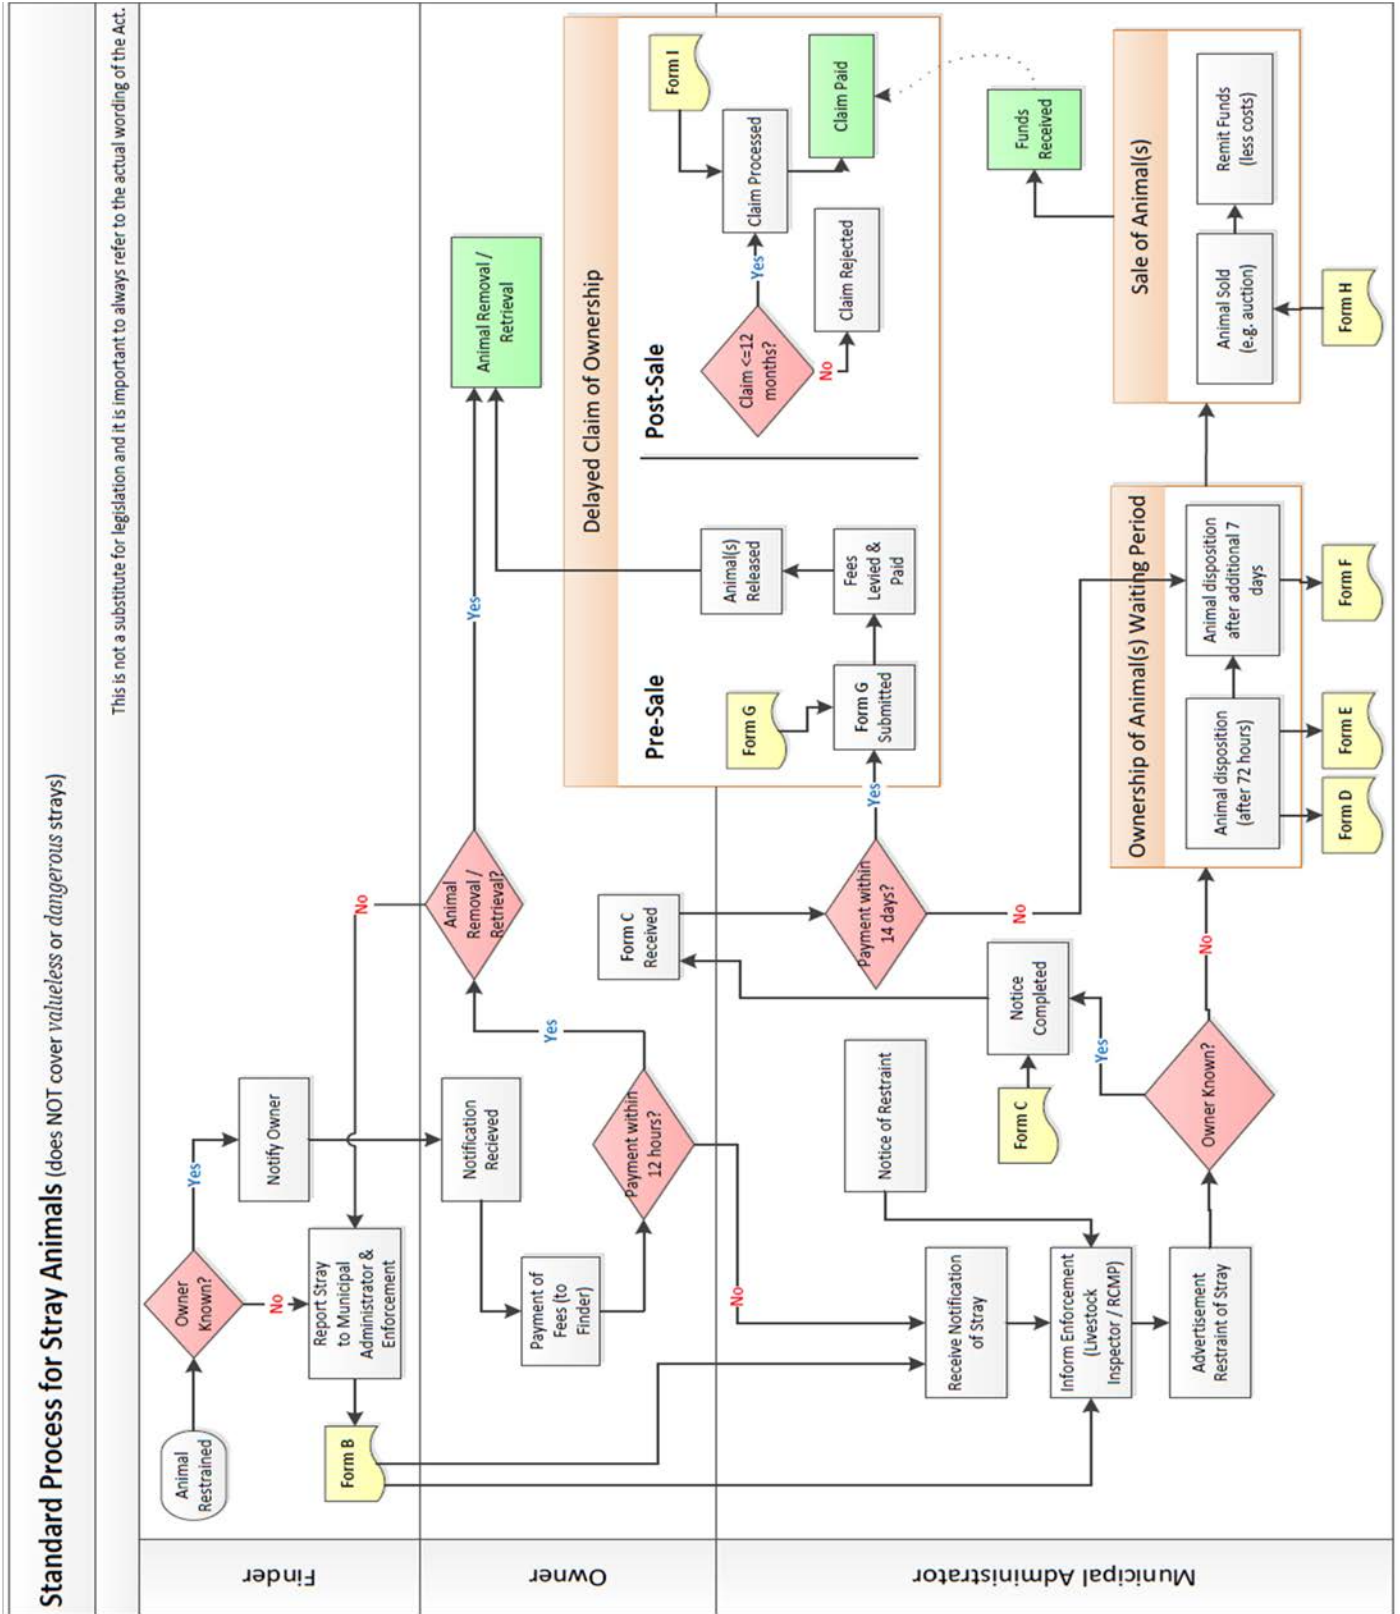 Standard Process for Stray Animals (does NOT cover valueless or dangerous strays)
This is not a substitute for legislation and it is important to always refer to the actual wording of the Act.
Finder
Animal
Restrained
Owner
Known?
Yes
No
Notify Owner
Report Stray
to Municipal
Administrator &
Enforcement
Form B
No
Owner
Notification
Recieved
Payment of
Fees (to
Finder)
Payment within
12 hours?
Yes
No
Animal
Removal /
Retrieval?
Yes
Animal Removal /
Retrieval
Form C
Received
Delayed Claim of Ownership
Pre-Sale
Form G
Form G
Submitted
Fees
Levied &
Paid
Animal(s)
Released
Post-Sale
Claim <=12
months?
Yes
No
Claim Rejected
Claim Processed
Form I
Claim Paid
Municipal Administrator
Receive Notification
of Stray
Inform Enforcement
(Livestock
Inspector / RCMP)
Notice of Restraint
Advertisement
Restraint of Stray
Owner Known?
Yes
No
Form C
Notice
Completed
Payment within
14 days?
Yes
No
Ownership of Animal(s) Waiting Period
Animal disposition
(after 72 hours)
Form D
Form E
Animal disposition
after additional 7
days
Form F
Sale of Animal(s)
Animal Sold
(e.g. auction)
Form H
Remit Funds
(less costs)
Funds
Received